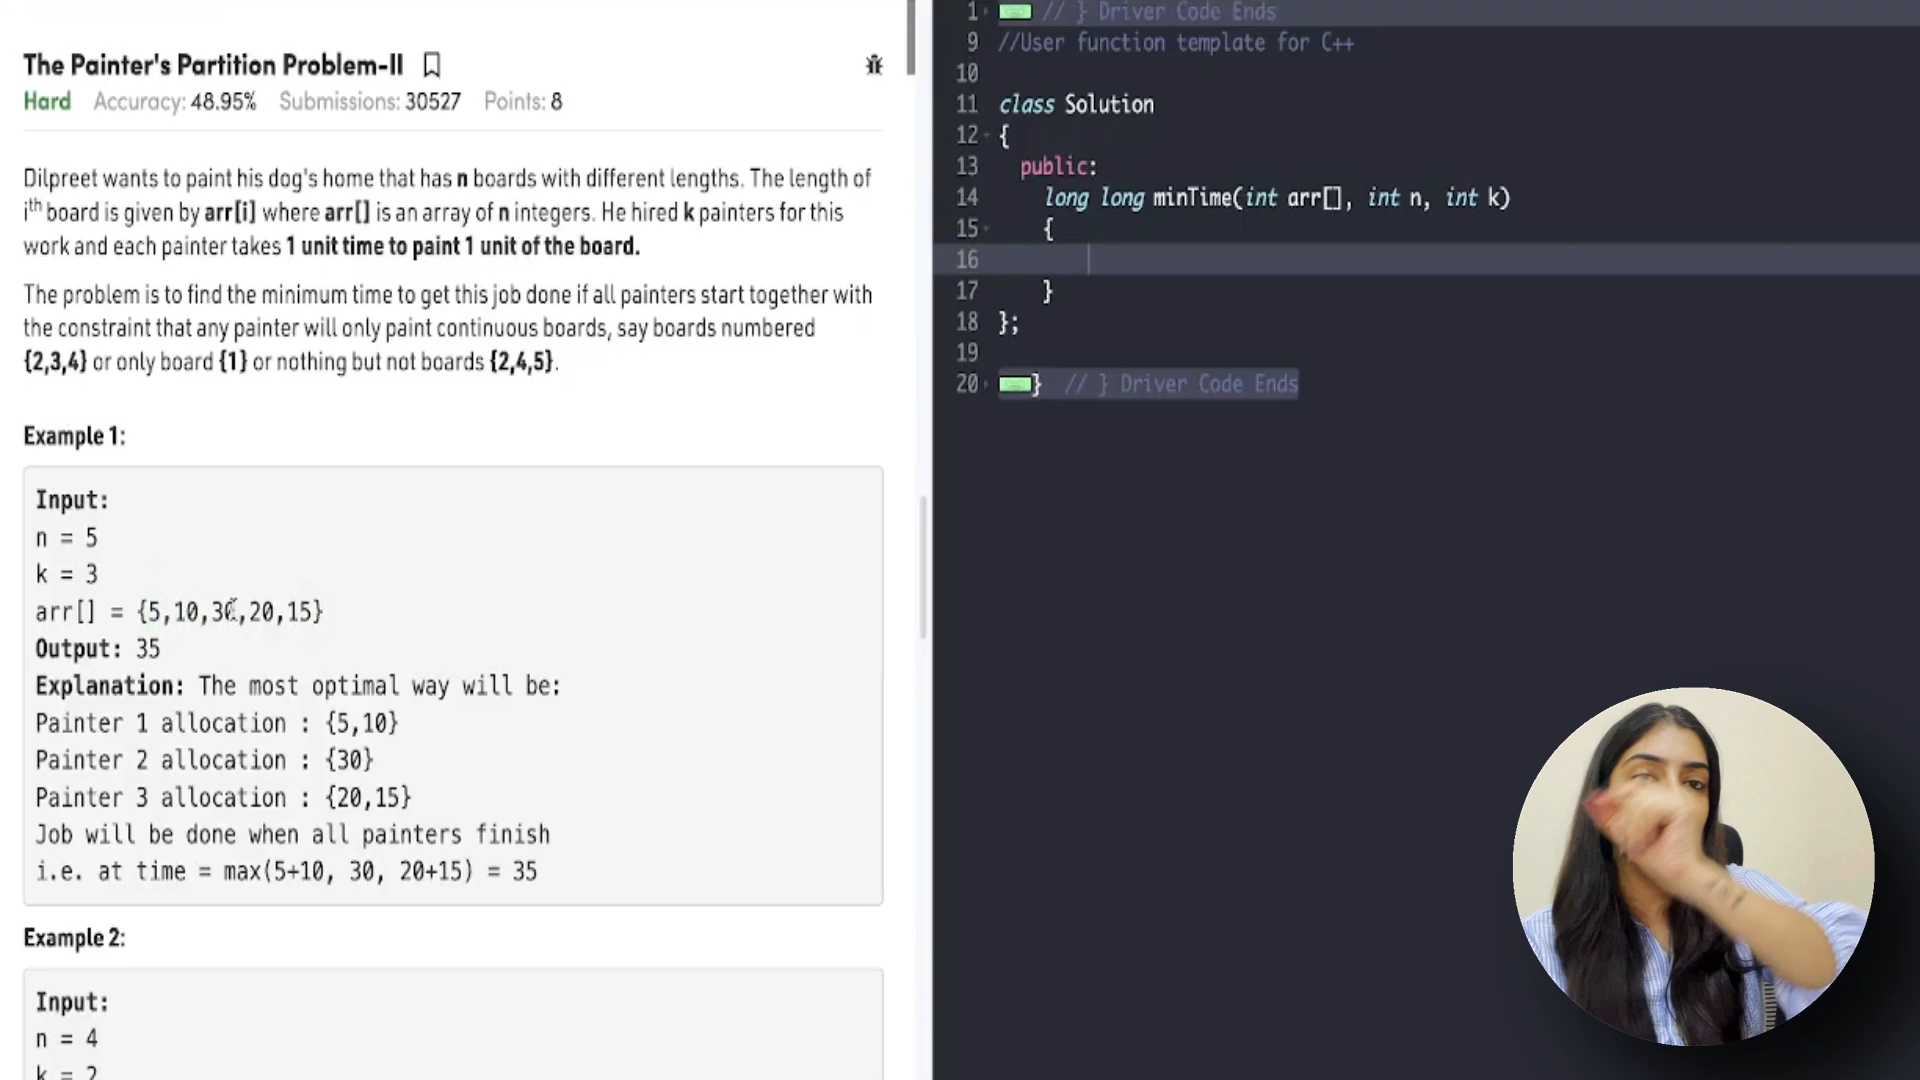 The Painter's Partition Problem-II
Hard Accuracy: 48.95% Submissions: 30527 Points: 8
Dilpreet wants to paint his dog's home that has n boards with different lengths. The length of
ith board is given by arr[i] where arr[] is an array of n integers. He hired k painters for this
work and each painter takes 1 unit time to paint 1 unit of the board.
The problem is to find the minimum time to get this job done if all painters start together with
the constraint that any painter will only paint continuous boards, say boards numbered
{2,3,4} or only board {1} or nothing but not boards {2,4,5}.
Example 1:
Input:
n = 5
k = 3
arr[] = {5,10,30,20,15}
Output: 35
Explanation: The most optimal way will be:
Painter 1 allocation : {5,10}
Painter 2 allocation : {30}
Painter 3 allocation : {20,15}
Job will be done when all painters finish
i.e. at time = max(5+10, 30, 20+15) = 35
Example 2:
Input:
n = 4
k = 2
1 // } Driver Code Ends
9 //User function template for C++
10
11 class Solution
12 {
13 public:
14 long long minTime(int arr[], int n, int k)
15 {
16
17 }
18 };
19
20 } // } Driver Code Ends